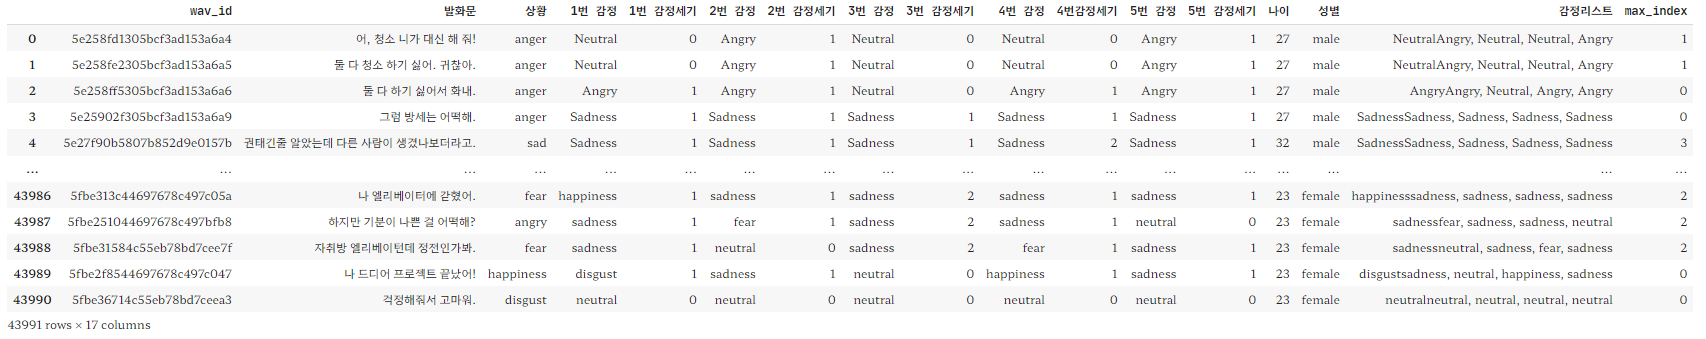 wav_id 발화문 상황 1번 감정 1번 감정세기 2번 감정 2번 감정세기 3번 감정 3번 감정세기 4번 감정 4번감정세기 5번 감정 5번 감정세기 나이 성별 감정리스트 max_index
0 5e258fd1305bcf3ad153a6a4 어, 청소 니가 대신 해 줘! anger Neutral 0 Angry 1 Neutral 0 Neutral 0 Angry 1 27 male NeutralAngry, Neutral, Neutral, Angry 1
1 5e258fe2305bcf3ad153a6a5 둘 다 청소 하기 싫어. 귀찮아. anger Neutral 0 Angry 1 Neutral 0 Neutral 0 Angry 1 27 male NeutralAngry, Neutral, Neutral, Angry 1
2 5e258ff5305bcf3ad153a6a6 둘 다 하기 싫어서 화내. anger Angry 1 Angry 1 Neutral 0 Angry 1 Angry 1 27 male AngryAngry, Neutral, Angry, Angry 0
3 5e25902f305bcf3ad153a6a9 그럼 방세는 어떡해. anger Sadness 1 Sadness 1 Sadness 1 Sadness 1 Sadness 1 27 male SadnessSadness, Sadness, Sadness, Sadness 0
4 5e27f90b5807b852d9e0157b 권태긴줄 알았는데 다른 사람이 생겼나보더라고. sad Sadness 1 Sadness 1 Sadness 1 Sadness 2 Sadness 1 32 male SadnessSadness, Sadness, Sadness, Sadness 3
... ... ... ... ... ... ... ... ... ... ... ... ... ... ... ... ... ...
43986 5fbe313c44697678c497c05a 나 엘리베이터에 갇혔어. fear happiness 1 sadness 1 sadness 2 sadness 1 sadness 1 23 female happinesssadness, sadness, sadness, sadness 2
43987 5fbe251044697678c497bfb8 하지만 기분이 나쁜 걸 어떡해? angry sadness 1 fear 1 sadness 2 sadness 1 neutral 0 23 female sadnessfear, sadness, sadness, neutral 2
43988 5fbe31584c55eb78bd7cee7f 자취방 엘리베이턴데 정전인가봐. fear sadness 1 neutral 0 sadness 2 fear 1 sadness 1 23 female sadnessneutral, sadness, fear, sadness 2
43989 5fbe2f8544697678c497c047 나 드디어 프로젝트 끝났어! happiness disgust 1 sadness 1 neutral 0 happiness 1 sadness 1 23 female disgustsadness, neutral, happiness, sadness 0
43990 5fbe36714c55eb78bd7ceea3 걱정해줘서 고마워. disgust neutral 0 neutral 0 neutral 0 neutral 0 neutral 0 23 female neutralneutral, neutral, neutral, neutral 0
43991 rows × 17 columns